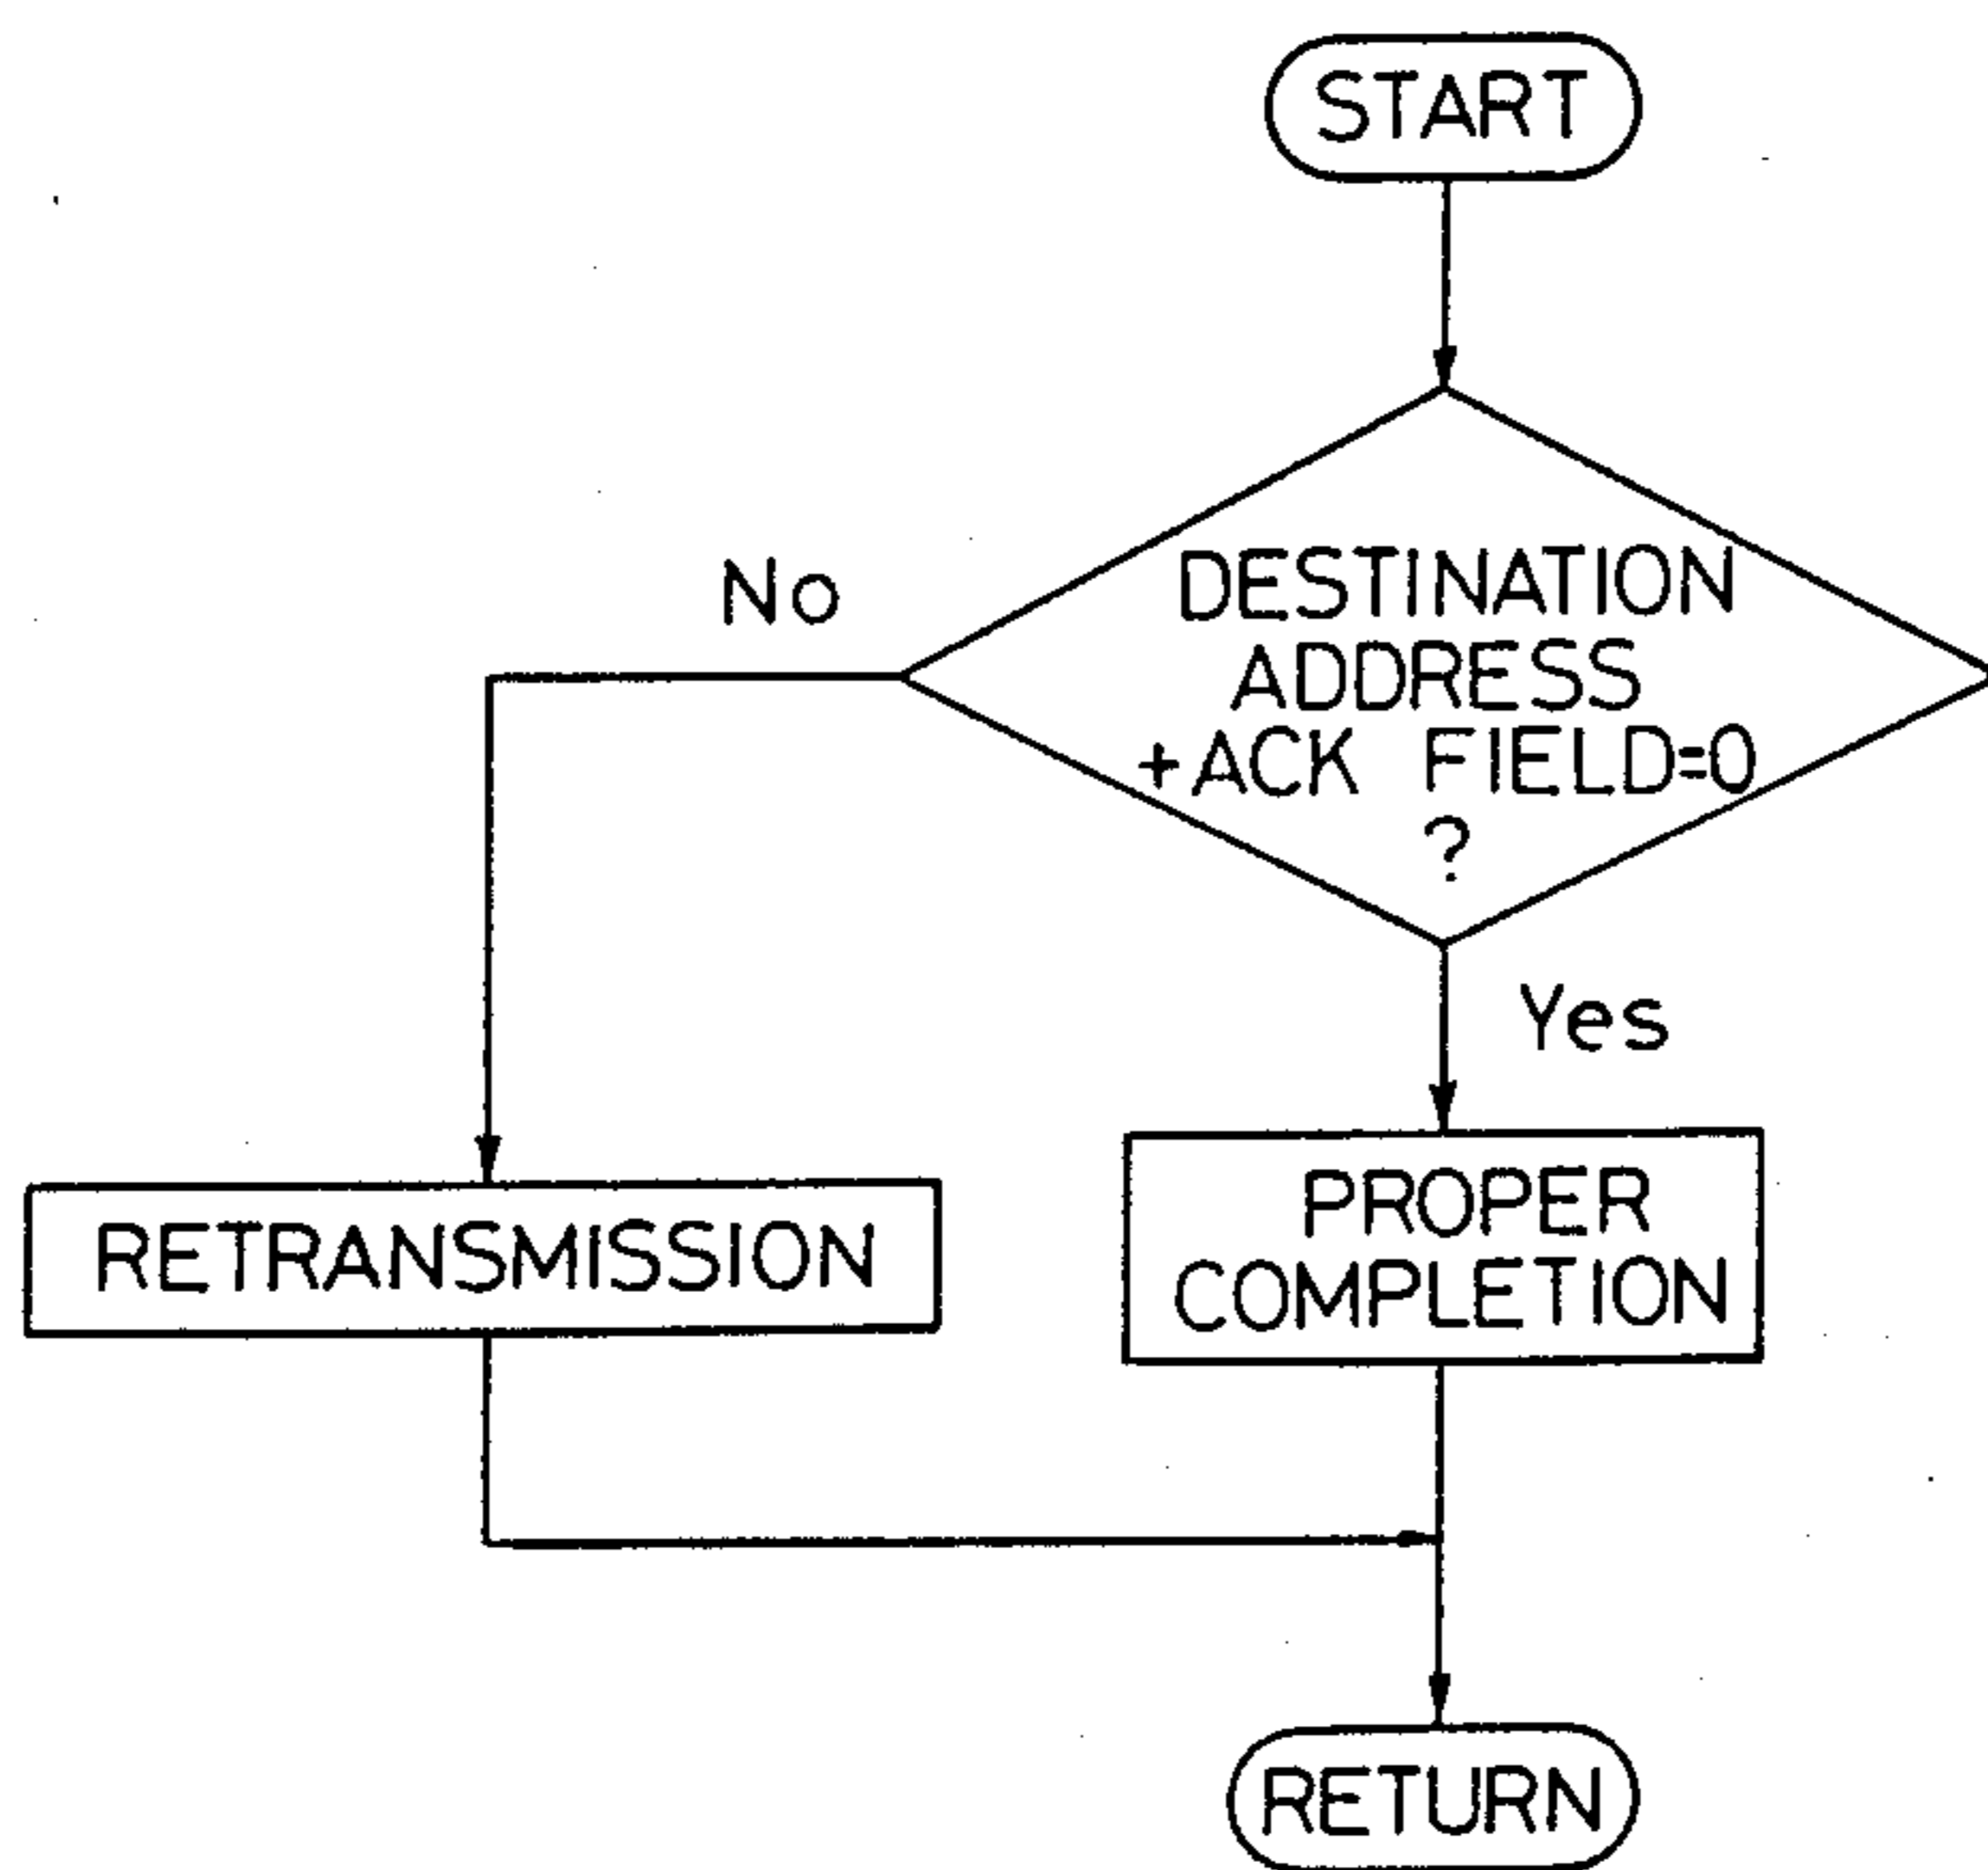 START
No
DESTINATION
ADDRESS
+ACK FIELD=0
?
Yes
RETRANSMISSION
PROPER
COMPLETION
RETURN